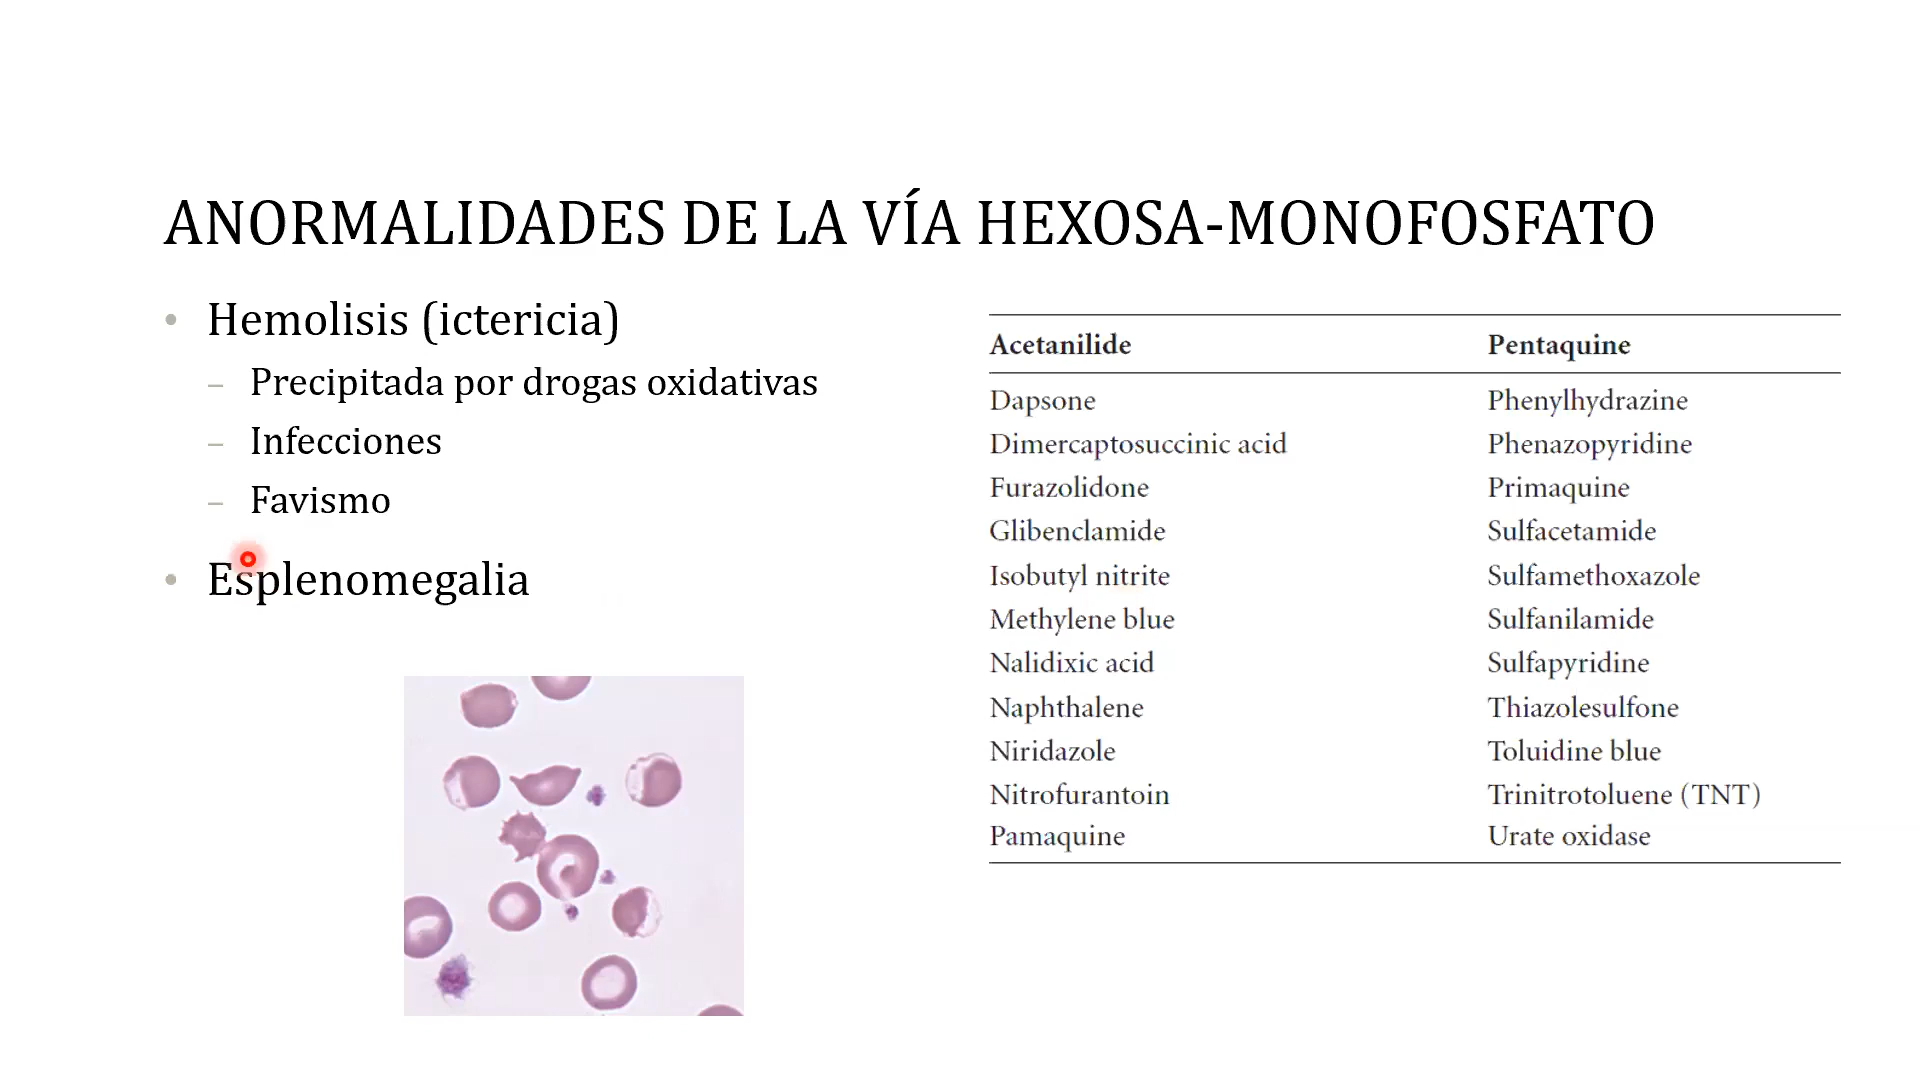 ANORMALIDADES DE LA VÍA HEXOSA-MONOFOSFATO
• Hemolisis (ictericia)
– Precipitada por drogas oxidativas
– Infecciones
– Favismo
• Esplenomegalia
Acetanilide Pentaquine
Dapsone Phenylhydrazine
Dimercaptosuccinic acid Phenazopyridine
Furazolidone Primaquine
Glibenclamide Sulfacetamide
Isobutyl nitrite Sulfamethoxazole
Methylene blue Sulfanilamide
Nalidixic acid Sulfapyridine
Naphthalene Thiazolesulfone
Niridazole Toluidine blue
Nitrofurantoin Trinitrotoluene (TNT)
Pamaquine Urate oxidase